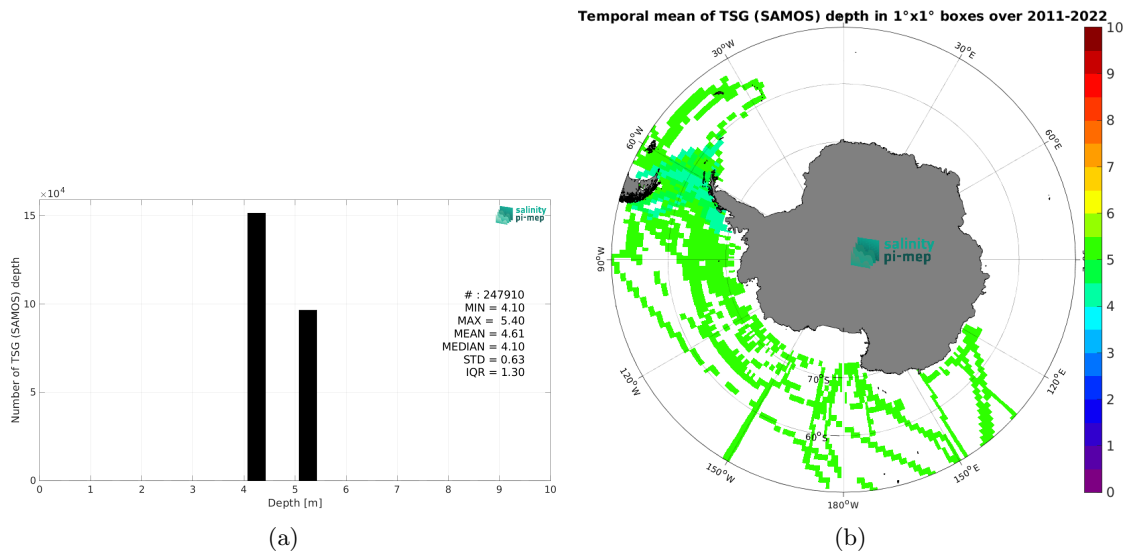 ×10⁴
15
10
5
0
0 1 2 3 4 5 6 7 8 9 10
Depth [m]
Number of TSG (SAMOS) depth
salinity
pi-mep
# : 247910
MIN = 4.10
MAX = 5.40
MEAN = 4.61
MEDIAN = 4.10
STD = 0.63
IQR = 1.30
(a)
Temporal mean of TSG (SAMOS) depth in 1°x1° boxes over 2011-2022
30°W
30°E
60°W
60°E
90°W
salinity
pi-mep
120°W
120°E
70°S
60°S
150°W
150°E
180°W
10
9
8
7
6
5
4
3
2
1
0
(b)